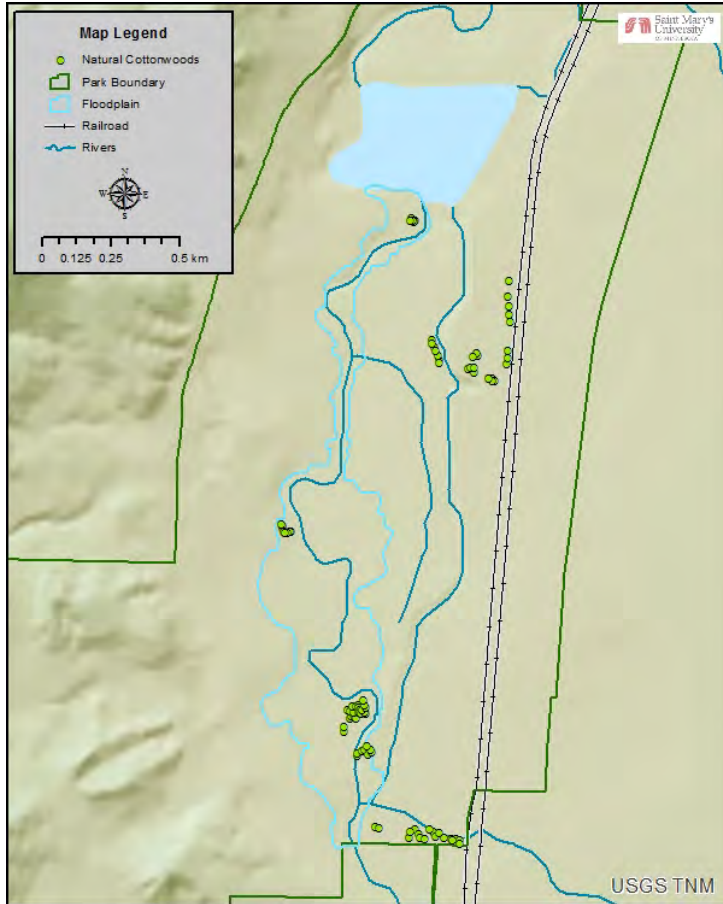 Map Legend
Natural Cottonwoods
Park Boundary
Floodplain
Railroad
Rivers
N
W E
S
0 0.125 0.25 0.5 km
Saint Mary's
University
USGS TNM